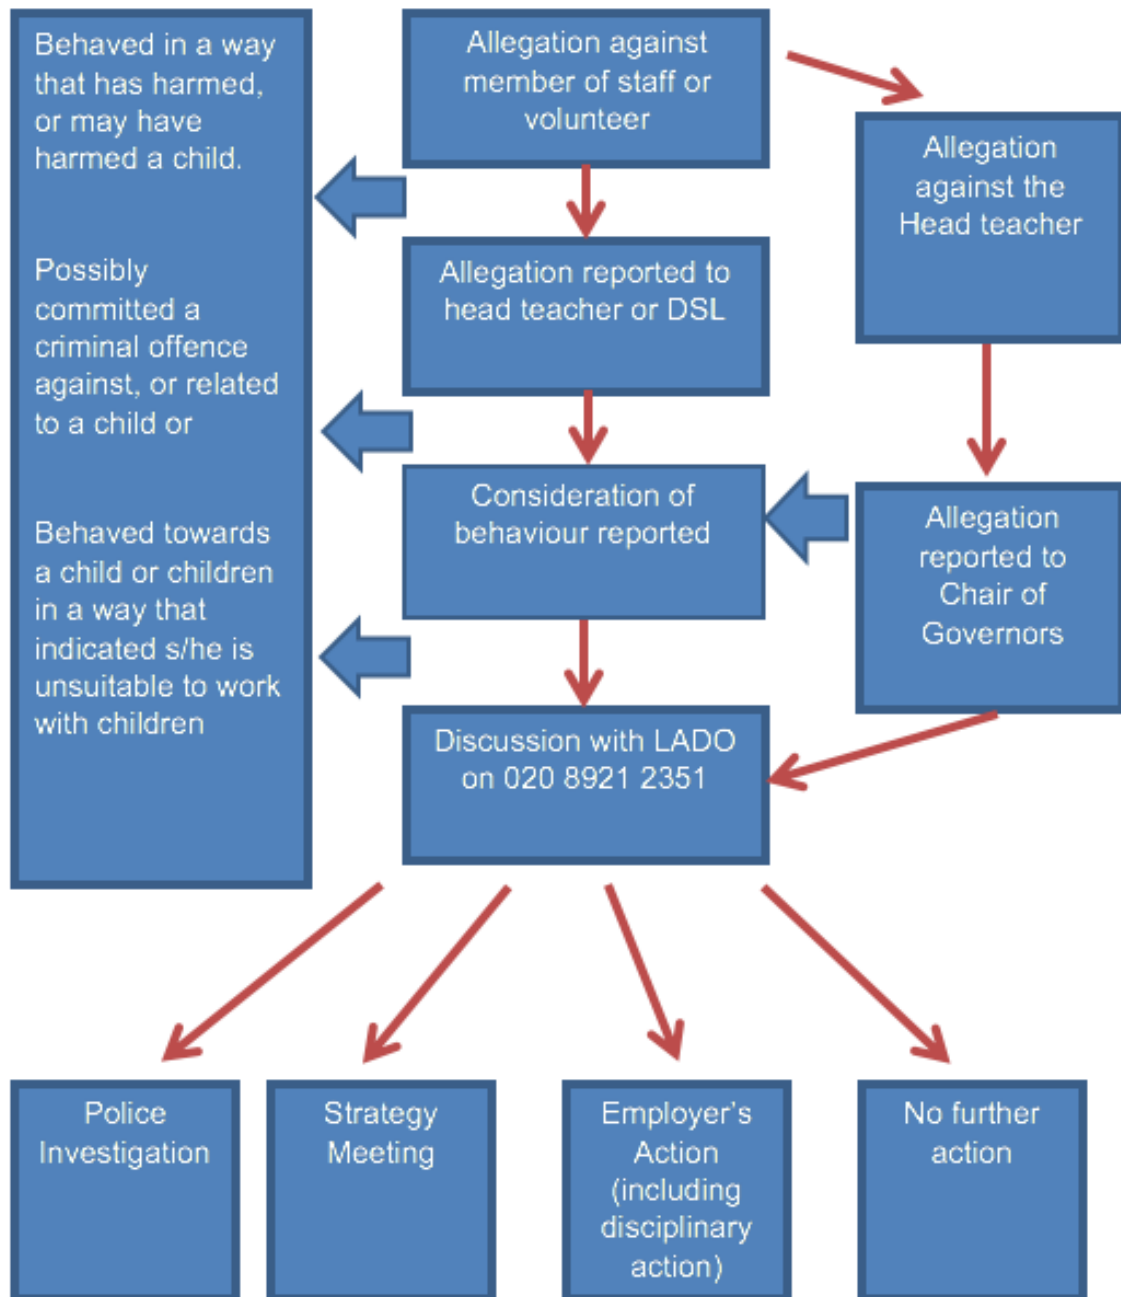 Behaved in a way
that has harmed,
or may have
harmed a child.
Possibly
committed a
criminal offence
against, or related
to a child or
Behaved towards
a child or children
in a way that
indicated s/he is
unsuitable to work
with children
Allegation against
member of staff or
volunteer
Allegation
against the
Head teacher
Allegation reported to
head teacher or DSL
Consideration of
behaviour reported
Allegation
reported to
Chair of
Governors
Discussion with LADO
on 020 8921 2351
Police
Investigation
Strategy
Meeting
Employer’s
Action
(including
disciplinary
action)
No further
action